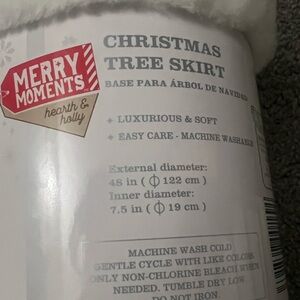 MERRY
MOMENTS
hearth &
holly
CHRISTMAS
TREE SKIRT
BASE PARA ÁRBOL DE NAVIDAD
LUXURIOUS & SOFT
EASY CARE - MACHINE WASHABLE
External diameter:
48 in ( ϕ 122 cm )
Inner diameter:
7.5 in ( ϕ 19 cm )
MACHINE WASH COLD
GENTLE CYCLE WITH LIKE COLORS
ONLY NON-CHLORINE BLEACH WHEN
NEEDED. TUMBLE DRY LOW
DO NOT IRON